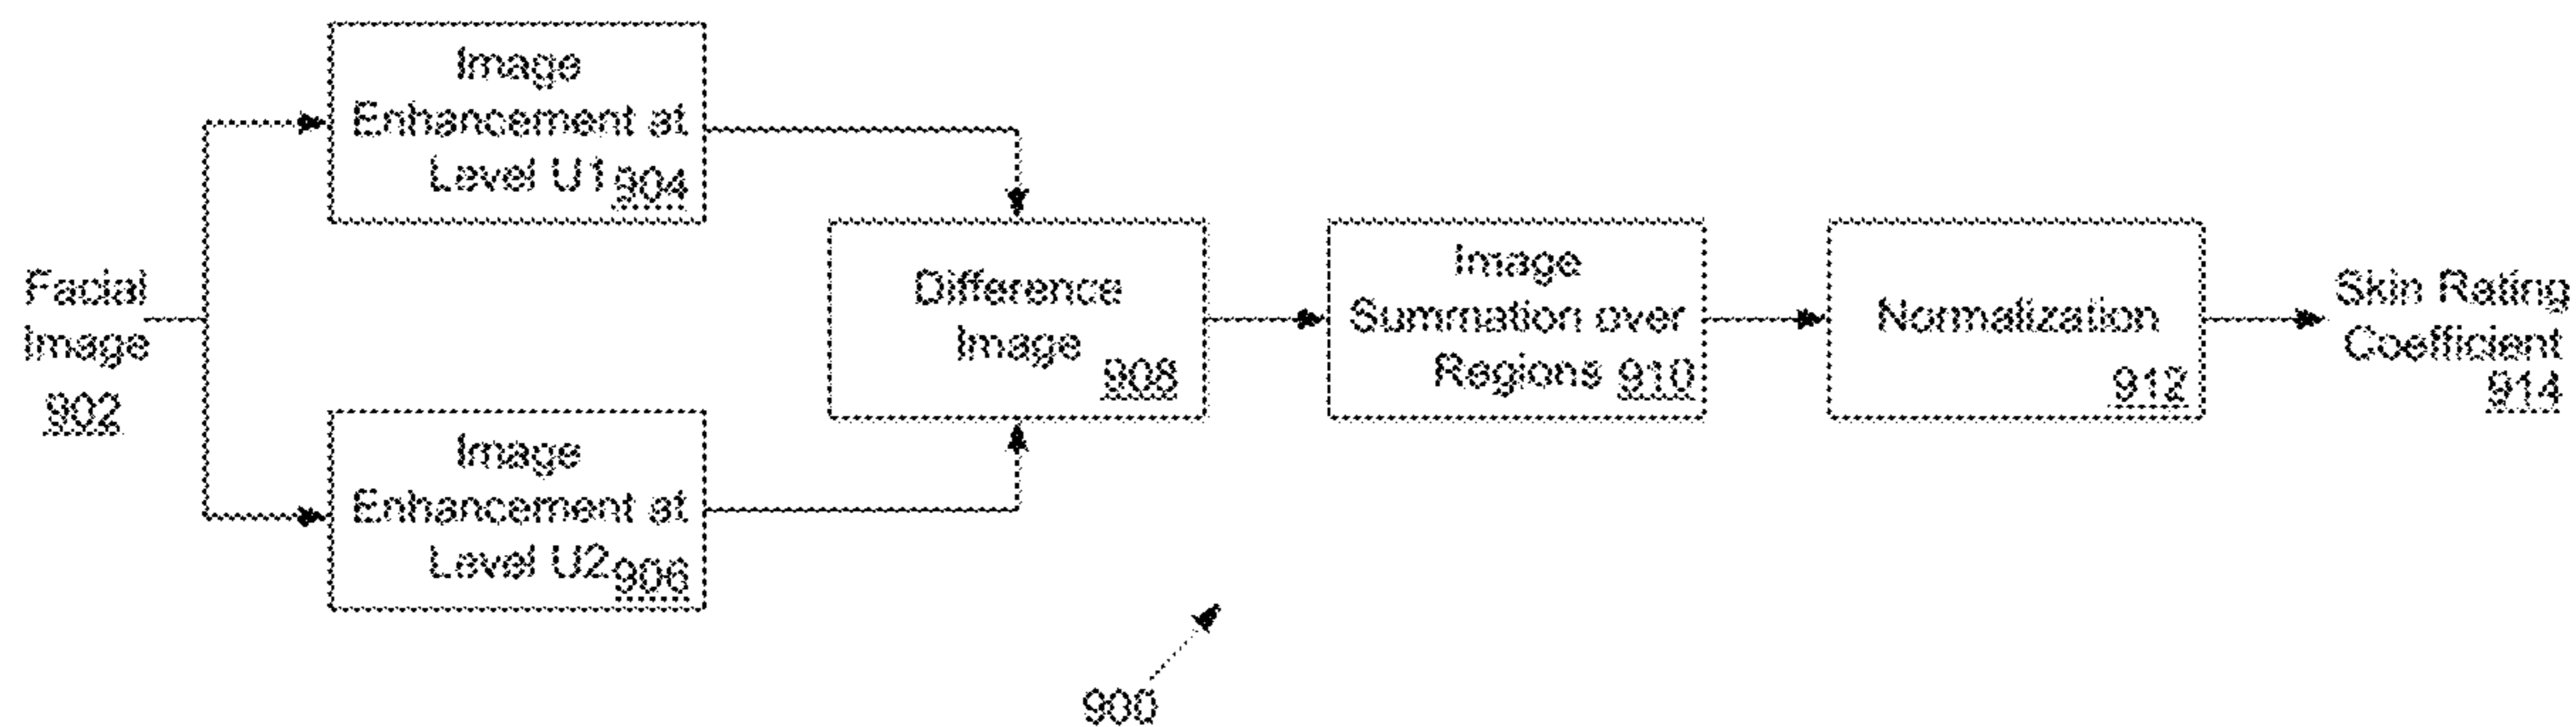 Facial
Image
902
Image
Enhancement at
Level U1 904
Image
Enhancement at
Level U2 906
Difference
Image
908
Image
Summation over
Regions 910
Normalization
912
Skin Rating
Coefficient
914
900